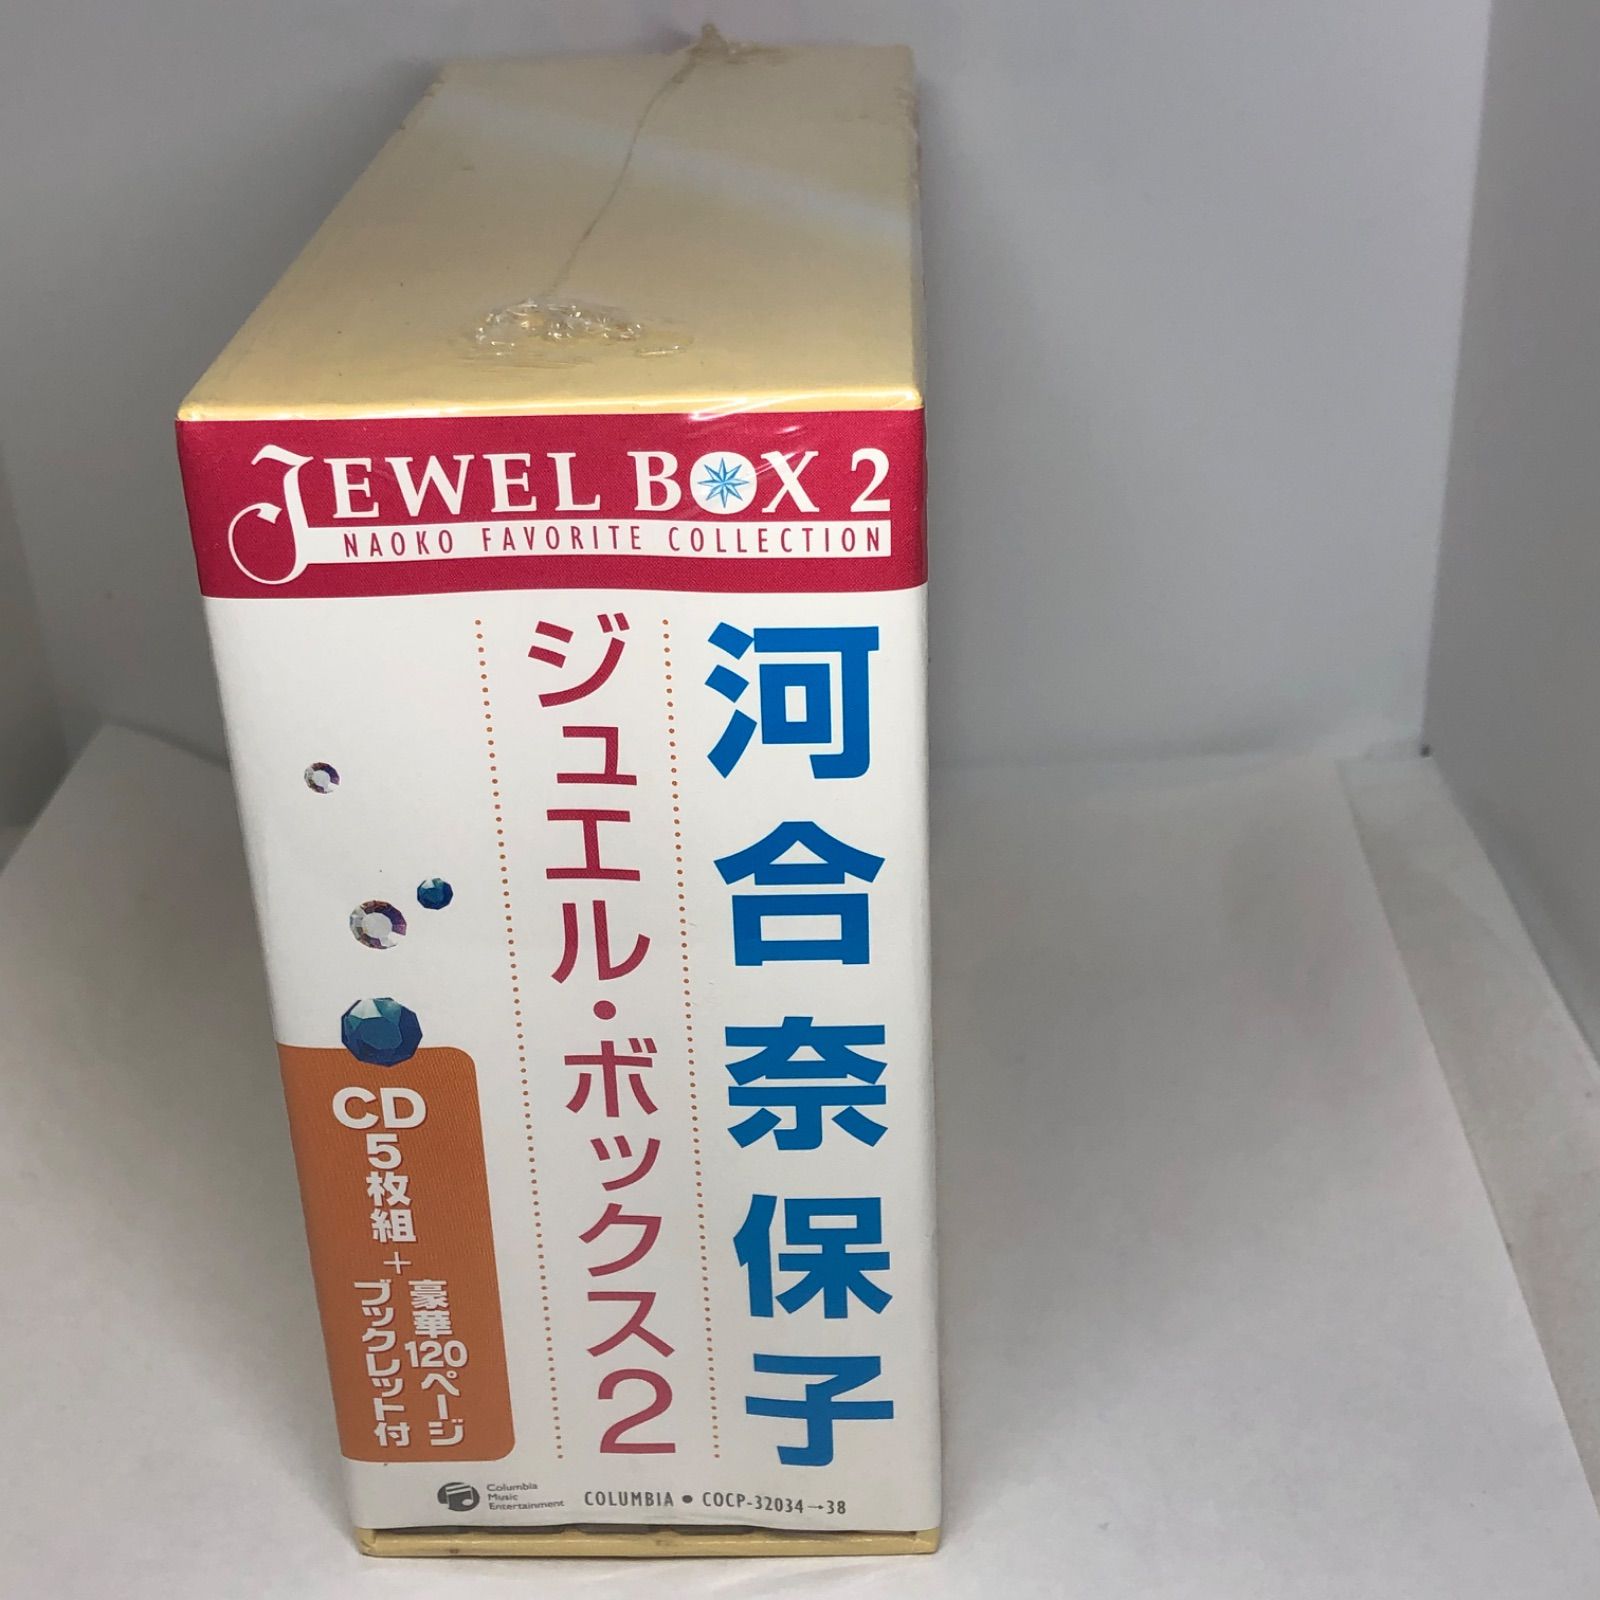 JEWEL BOX 2
NAOKO FAVORITE COLLECTION
河合奈保子
ジュエル・ボックス2
CD
5枚組
+
豪華120ページ
ブックレット付
Columbia
Music
Entertainment
COLUMBIA • COCP-32034→38